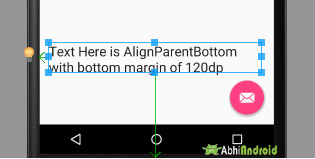 Text Here is AlignParentBottom
with bottom margin of 120dp
AbhiAndroid